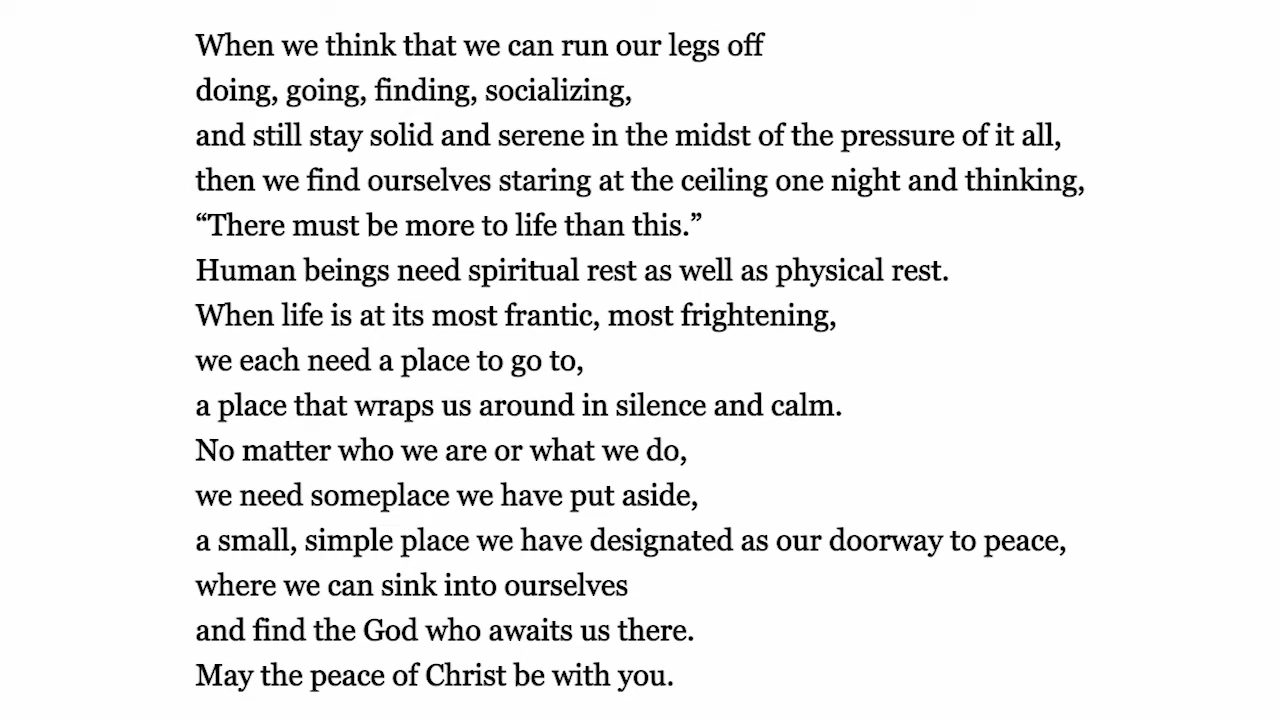 When we think that we can run our legs off
doing, going, finding, socializing,
and still stay solid and serene in the midst of the pressure of it all,
then we find ourselves staring at the ceiling one night and thinking,
“There must be more to life than this.”
Human beings need spiritual rest as well as physical rest.
When life is at its most frantic, most frightening,
we each need a place to go to,
a place that wraps us around in silence and calm.
No matter who we are or what we do,
we need someplace we have put aside,
a small, simple place we have designated as our doorway to peace,
where we can sink into ourselves
and find the God who awaits us there.
May the peace of Christ be with you.